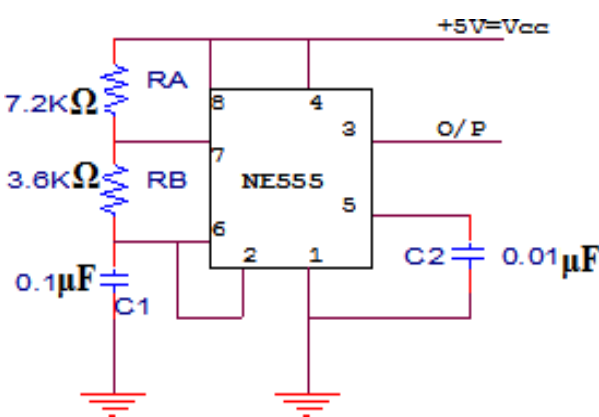 +5V=Vcc
RA
7.2KΩ
8
4
3
O/P
7
3.6KΩ
RB
NE555
5
6
2
1
C2
0.01µF
0.1µF
C1